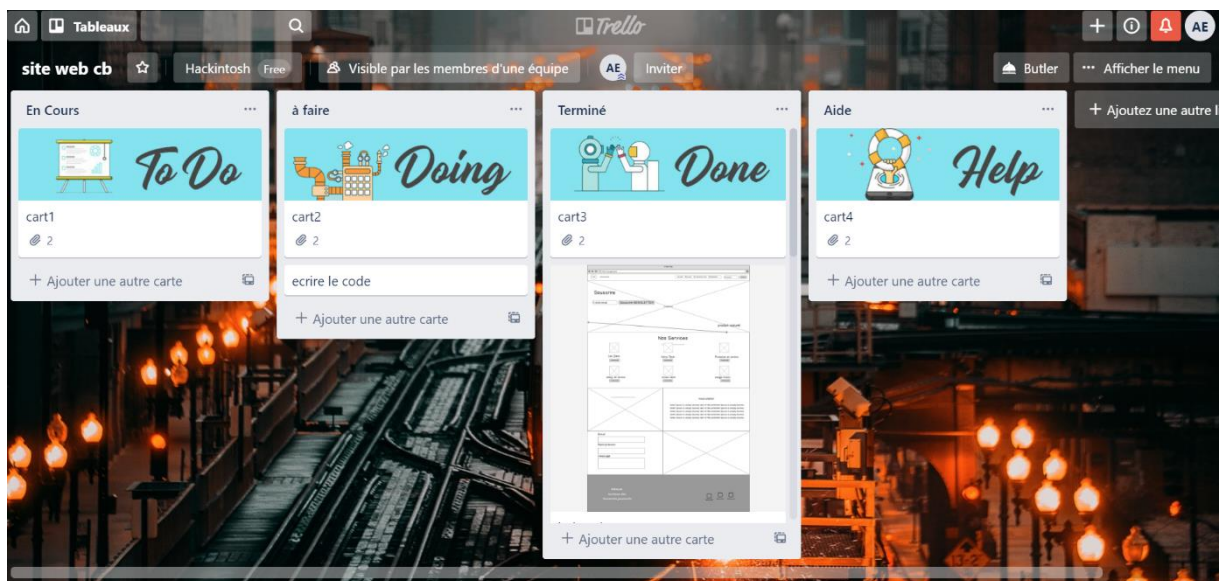 Tableaux
Trello
AE
site web cb
Hackintosh Free
Visible par les membres d'une équipe
AE
Inviter
Butler
Afficher le menu
En Cours
To Do
cart1
2
+ Ajouter une autre carte
à faire
Doing
cart2
2
ecrire le code
+ Ajouter une autre carte
Terminé
Done
cart3
2
Nos Services
+ Ajouter une autre carte
Aide
Help
cart4
2
+ Ajouter une autre carte
+ Ajoutez une autre l